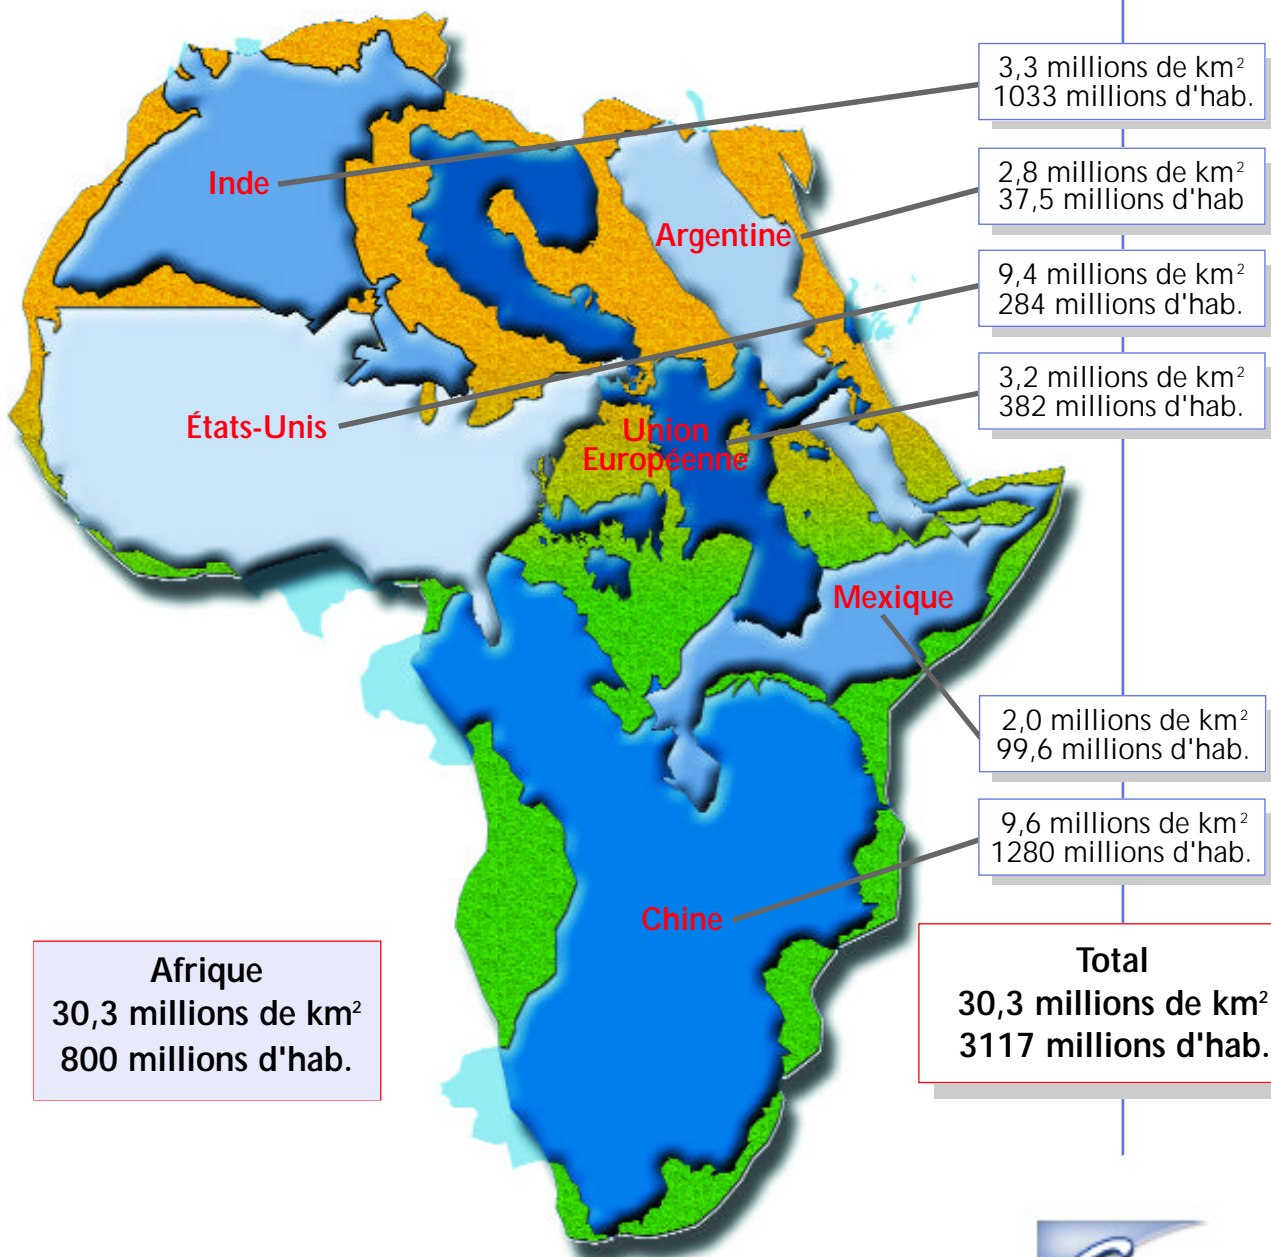 3,3 millions de km²
1033 millions d'hab.
Inde
2,8 millions de km²
37,5 millions d'hab
Argentine
9,4 millions de km²
284 millions d'hab.
3,2 millions de km²
382 millions d'hab.
États-Unis
Union
Européenne
Mexique
2,0 millions de km²
99,6 millions d'hab.
9,6 millions de km²
1280 millions d'hab.
Chine
Afrique
30,3 millions de km²
800 millions d'hab.
Total
30,3 millions de km²
3117 millions d'hab.